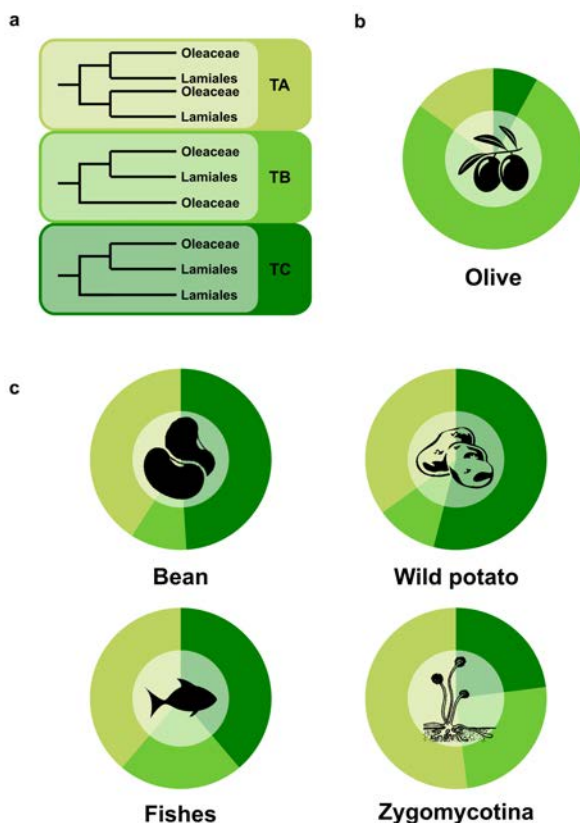 a
Oleaceae
Lamiales
Oleaceae
Lamiales
TA
Oleaceae
Lamiales
Oleaceae
TB
Oleaceae
Lamiales
Lamiales
TC
b
Olive
c
Bean
Wild potato
Fishes
Zygomycotina